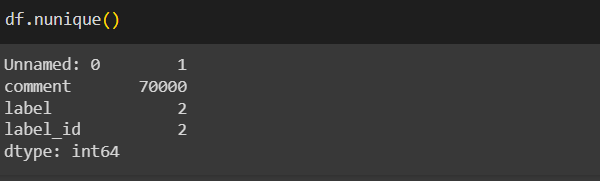 df.nunique()
Unnamed: 0 1
comment 70000
label 2
label_id 2
dtype: int64